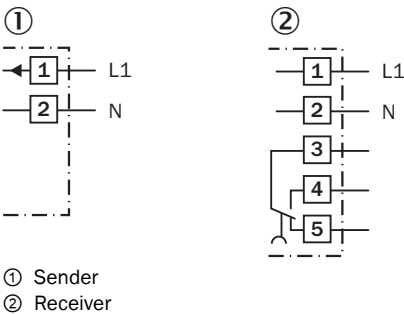 ① ②
1 L1 1 L1
2 N 2 N
3
4
5
① Sender
② Receiver